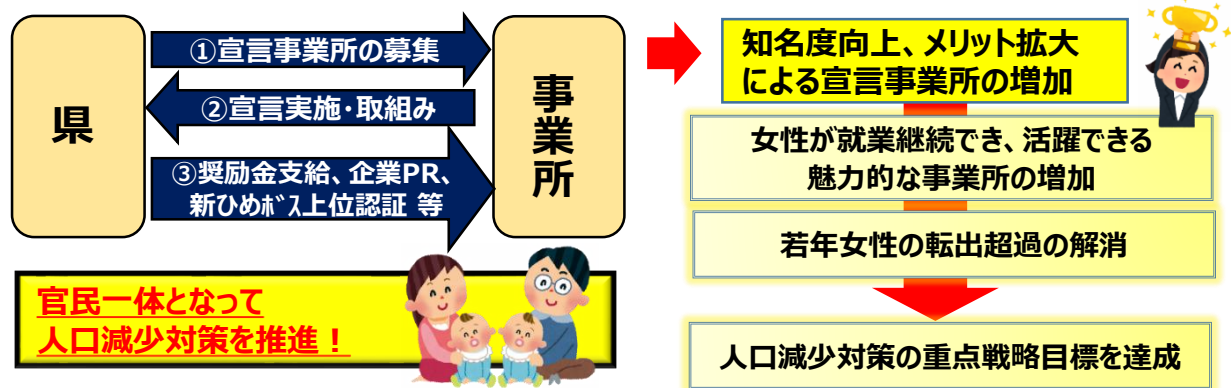 県
①宣言事業所の募集
②宣言実施・取組み
③奨励金支給、企業PR、
新ひめボス上位認証 等
事業所
官民一体となって
人口減少対策を推進！
知名度向上、メリット拡大
による宣言事業所の増加
女性が就業継続でき、活躍できる
魅力的な事業所の増加
若年女性の転出超過の解消
人口減少対策の重点戦略目標を達成